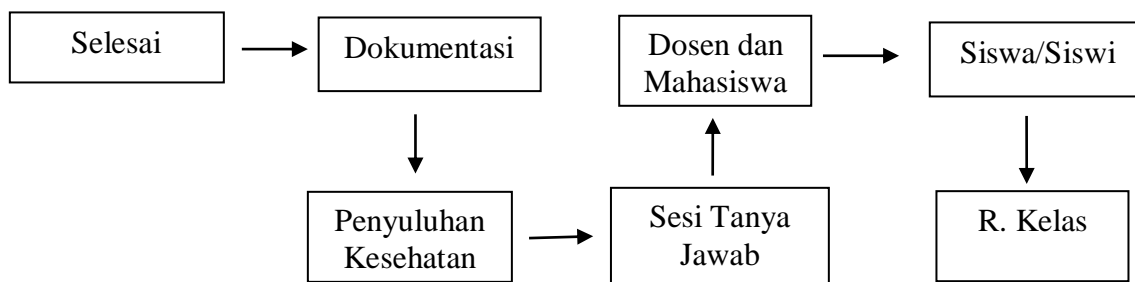 Selesai
Dokumentasi
Dosen dan
Mahasiswa
Siswa/Siswi
Penyuluhan
Kesehatan
Sesi Tanya
Jawab
R. Kelas